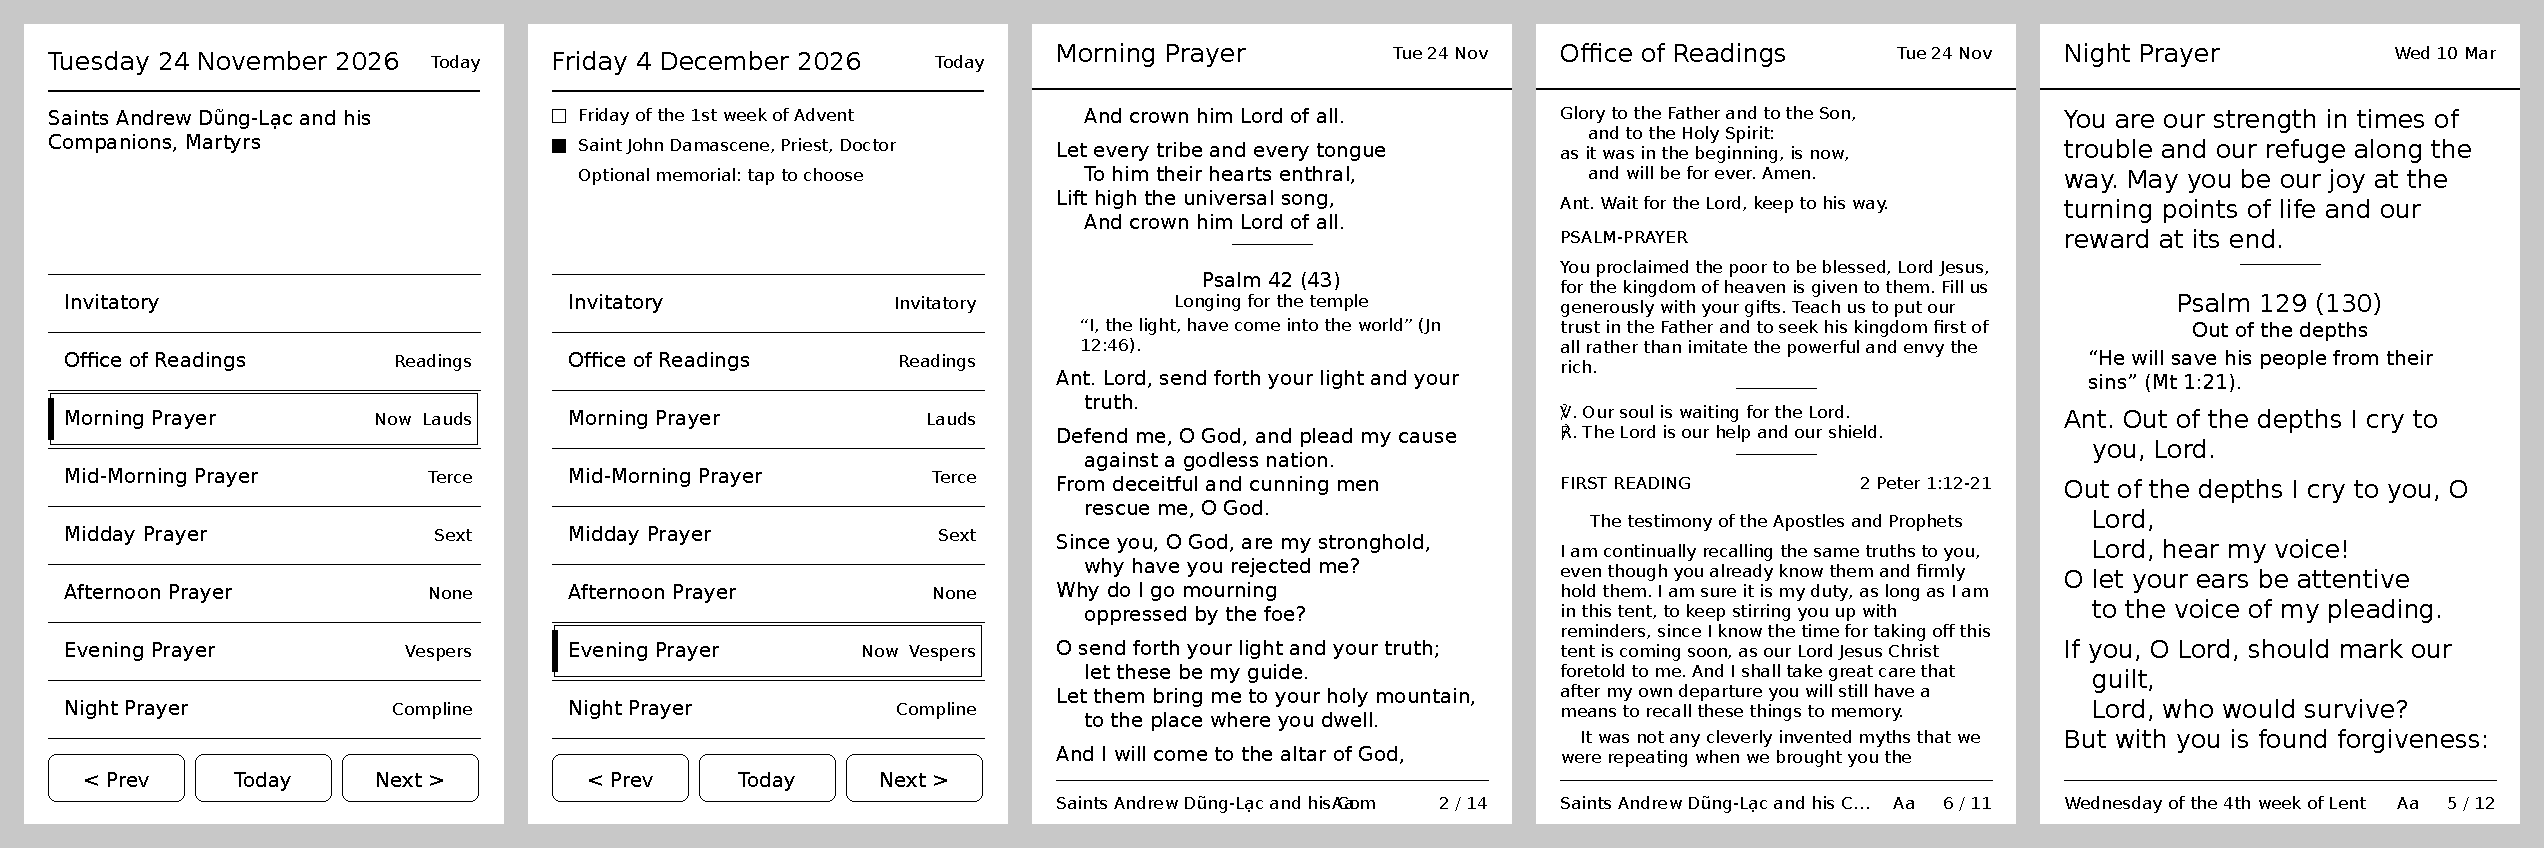 Tuesday 24 November 2026 Today
Saints Andrew Dũng-Lạc and his
Companions, Martyrs
Invitatory
Office of Readings Readings
Morning Prayer Now Lauds
Mid-Morning Prayer Terce
Midday Prayer Sext
Afternoon Prayer None
Evening Prayer Vespers
Night Prayer Compline
< Prev Today Next >
Friday 4 December 2026 Today
Friday of the 1st week of Advent
Saint John Damascene, Priest, Doctor
Optional memorial: tap to choose
Invitatory Invitatory
Office of Readings Readings
Morning Prayer Lauds
Mid-Morning Prayer Terce
Midday Prayer Sext
Afternoon Prayer None
Evening Prayer Now Vespers
Night Prayer Compline
< Prev Today Next >
Morning Prayer Tue 24 Nov
And crown him Lord of all.
Let every tribe and every tongue
To him their hearts enthral,
Lift high the universal song,
And crown him Lord of all.
Psalm 42 (43)
Longing for the temple
“I, the light, have come into the world” (Jn
12:46).
Ant. Lord, send forth your light and your
truth.
Defend me, O God, and plead my cause
against a godless nation.
From deceitful and cunning men
rescue me, O God.
Since you, O God, are my stronghold,
why have you rejected me?
Why do I go mourning
oppressed by the foe?
O send forth your light and your truth;
let these be my guide.
Let them bring me to your holy mountain,
to the place where you dwell.
And I will come to the altar of God,
Saints Andrew Dũng-Lạc and his Com Aa 2 / 14
Office of Readings Tue 24 Nov
Glory to the Father and to the Son,
and to the Holy Spirit:
as it was in the beginning, is now,
and will be for ever. Amen.
Ant. Wait for the Lord, keep to his way.
PSALM-PRAYER
You proclaimed the poor to be blessed, Lord Jesus,
for the kingdom of heaven is given to them. Fill us
generously with your gifts. Teach us to put our
trust in the Father and to seek his kingdom first of
all rather than imitate the powerful and envy the
rich.
℣. Our soul is waiting for the Lord.
℟. The Lord is our help and our shield.
FIRST READING 2 Peter 1:12-21
The testimony of the Apostles and Prophets
I am continually recalling the same truths to you,
even though you already know them and firmly
hold them. I am sure it is my duty, as long as I am
in this tent, to keep stirring you up with
reminders, since I know the time for taking off this
tent is coming soon, as our Lord Jesus Christ
foretold to me. And I shall take great care that
after my own departure you will still have a
means to recall these things to memory.
It was not any cleverly invented myths that we
were repeating when we brought you the
Saints Andrew Dũng-Lạc and his C... Aa 6 / 11
Night Prayer Wed 10 Mar
You are our strength in times of
trouble and our refuge along the
way. May you be our joy at the
turning points of life and our
reward at its end.
Psalm 129 (130)
Out of the depths
“He will save his people from their
sins” (Mt 1:21).
Ant. Out of the depths I cry to
you, Lord.
Out of the depths I cry to you, O
Lord,
Lord, hear my voice!
O let your ears be attentive
to the voice of my pleading.
If you, O Lord, should mark our
guilt,
Lord, who would survive?
But with you is found forgiveness:
Wednesday of the 4th week of Lent Aa 5 / 12